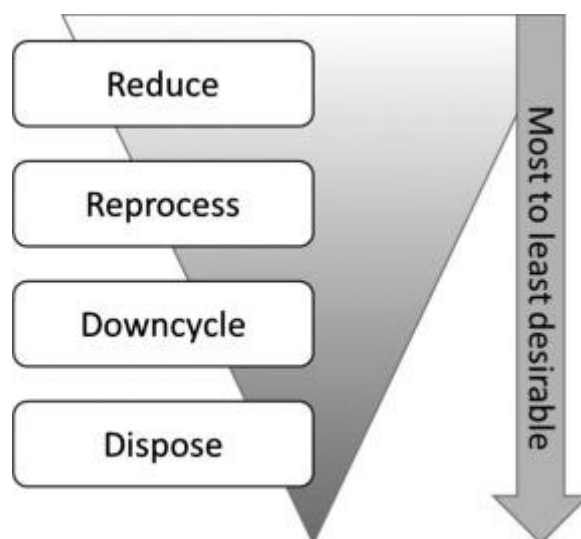 Reduce
Reprocess
Downcycle
Dispose
Most to least desirable